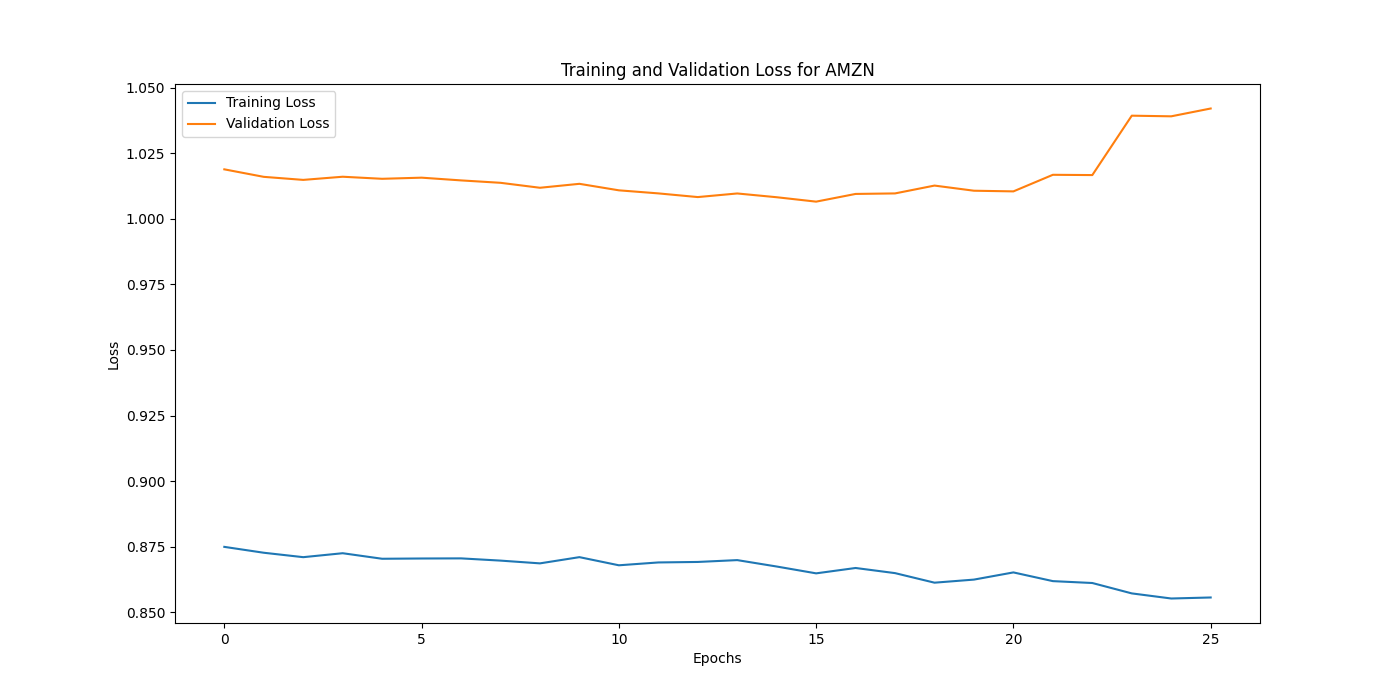 Training and Validation Loss for AMZN
Training Loss
Validation Loss
1.050
1.025
1.000
0.975
0.950
0.925
0.900
0.875
0.850
Loss
0 5 10 15 20 25
Epochs